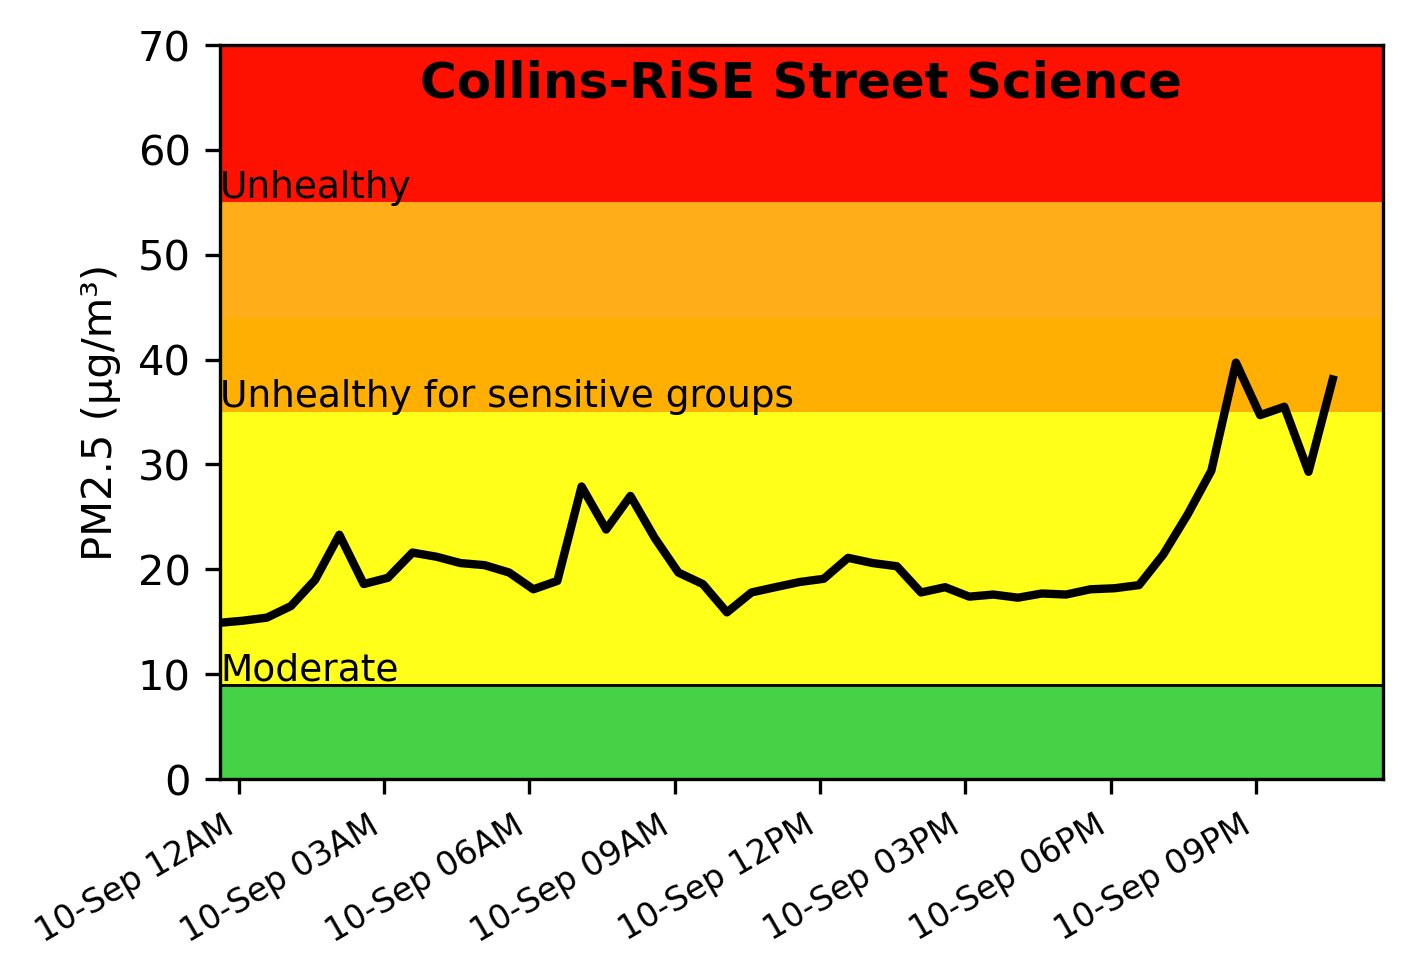 Collins-RiSE Street Science
70
60
Unhealthy
50
40
Unhealthy for sensitive groups
30
20
10
Moderate
0
PM2.5 (µg/m³)
10-Sep 12AM
10-Sep 03AM
10-Sep 06AM
10-Sep 09AM
10-Sep 12PM
10-Sep 03PM
10-Sep 06PM
10-Sep 09PM